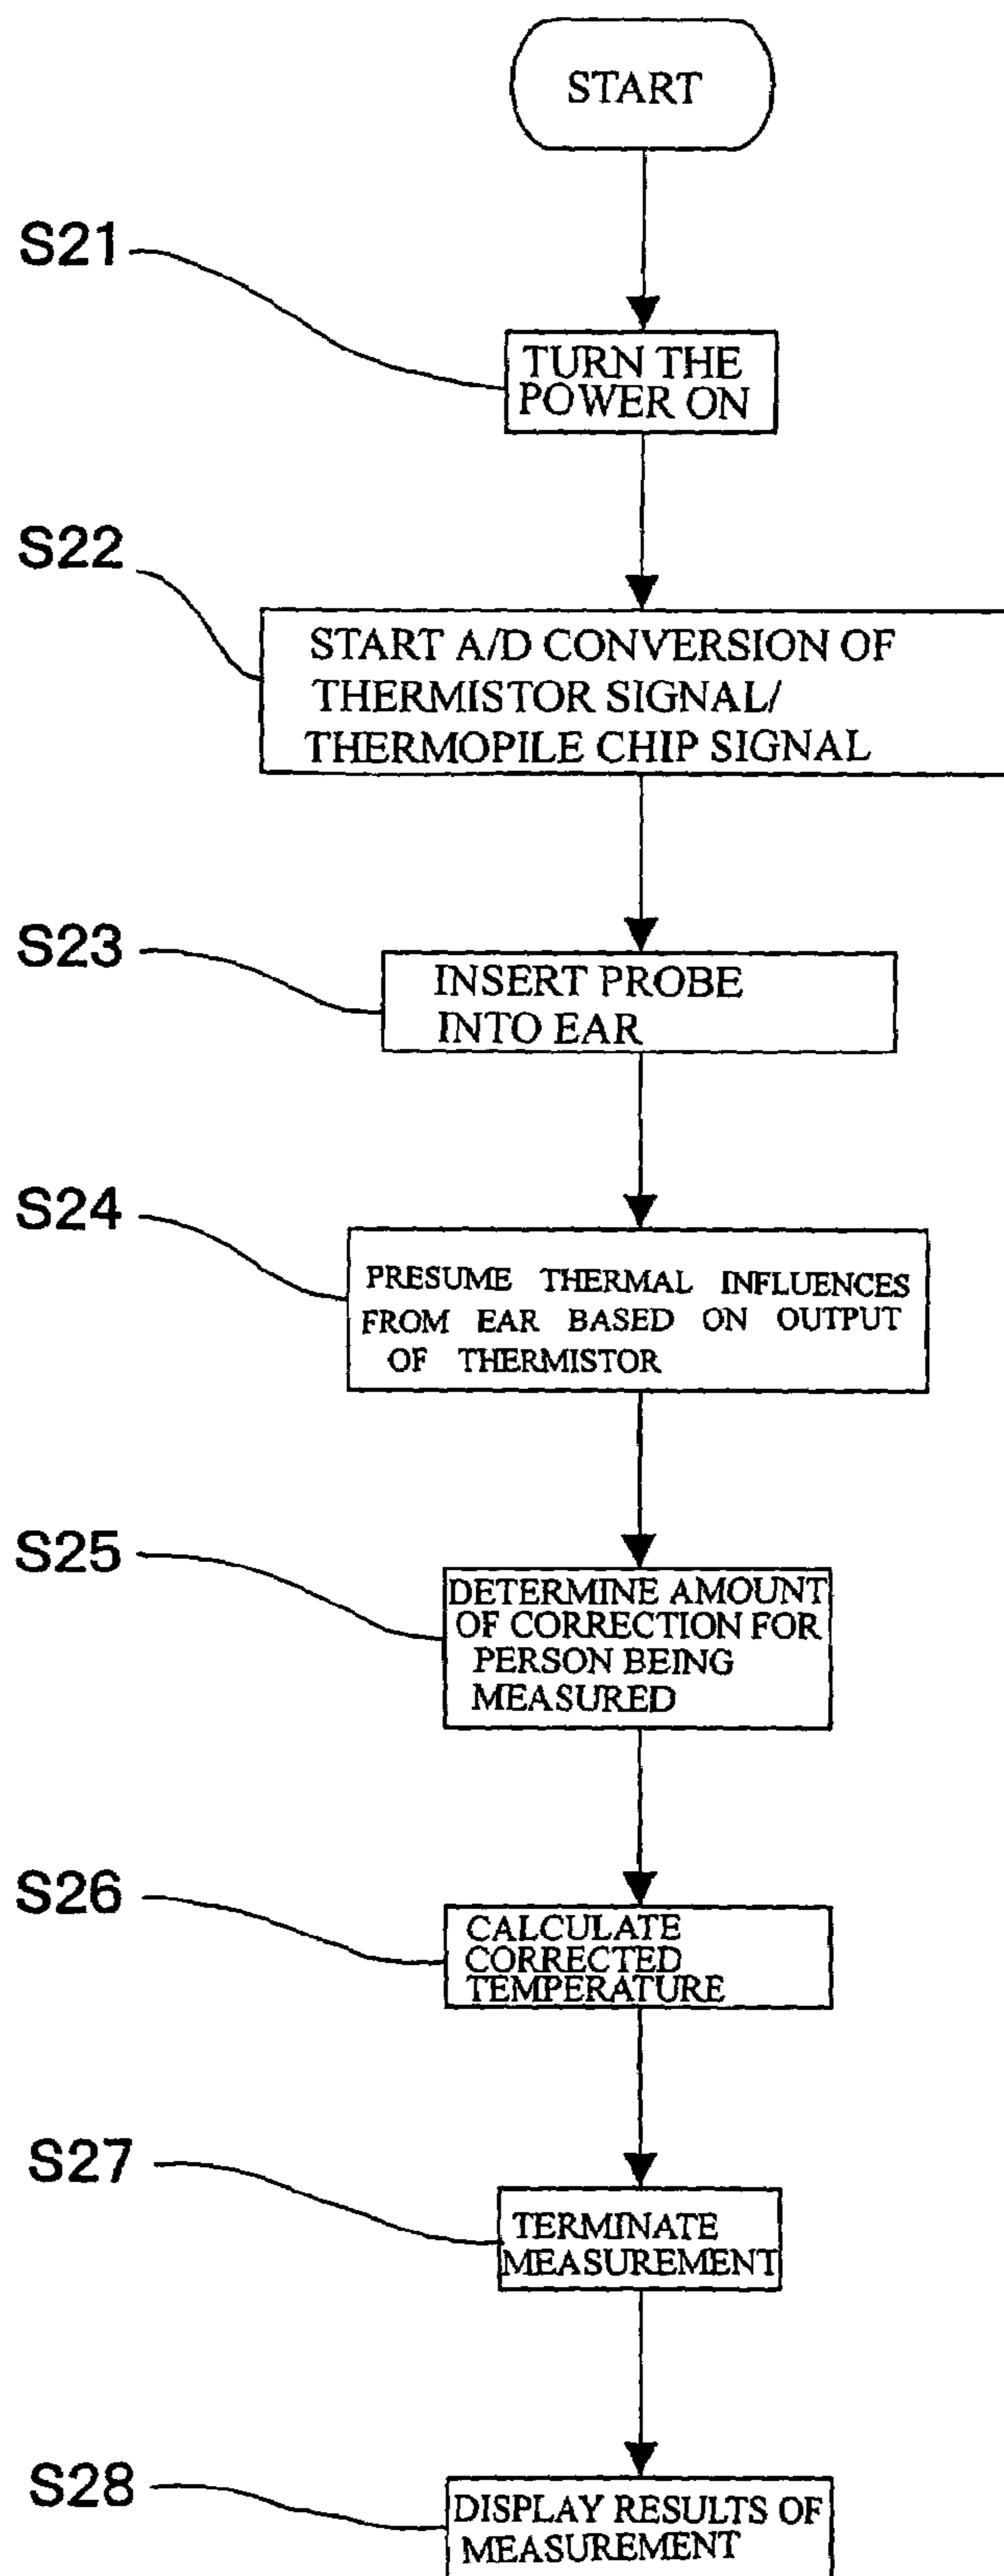 START
S21
TURN THE
POWER ON
S22
START A/D CONVERSION OF
THERMISTOR SIGNAL/
THERMOPILE CHIP SIGNAL
S23
INSERT PROBE
INTO EAR
S24
PRESUME THERMAL INFLUENCES
FROM EAR BASED ON OUTPUT
OF THERMISTOR
S25
DETERMINE AMOUNT
OF CORRECTION FOR
PERSON BEING
MEASURED
S26
CALCULATE
CORRECTED
TEMPERATURE
S27
TERMINATE
MEASUREMENT
S28
DISPLAY RESULTS OF
MEASUREMENT